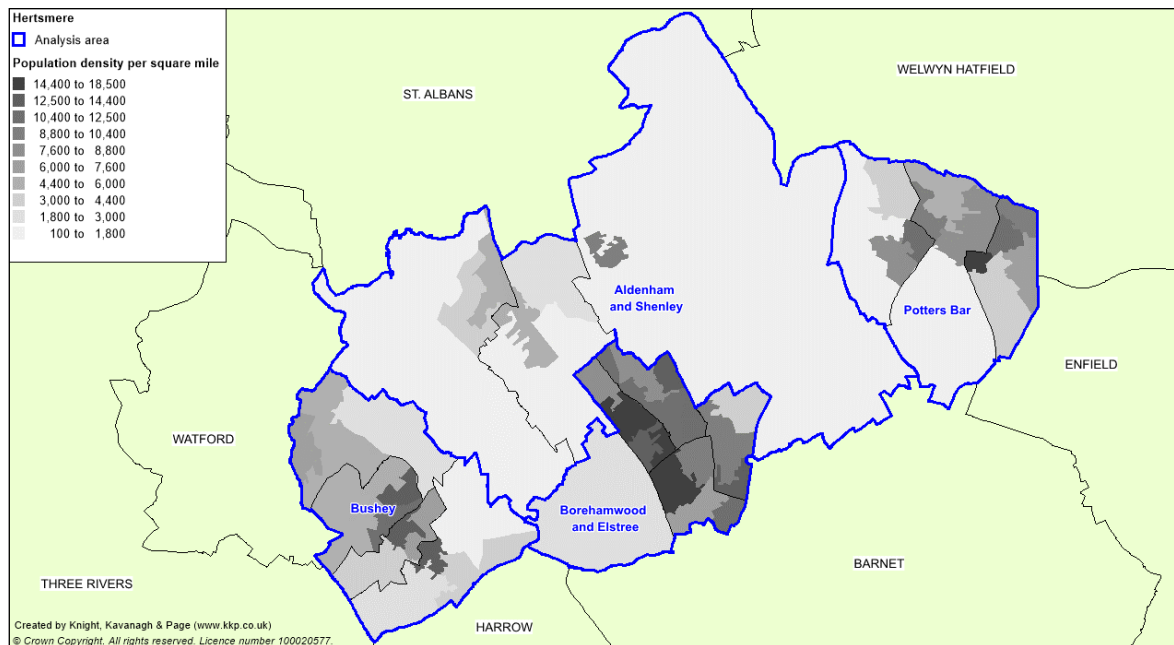 Hertsmere
Analysis area
Population density per square mile
14,400 to 18,500
12,500 to 14,400
10,400 to 12,500
8,800 to 10,400
7,600 to 8,800
6,000 to 7,600
4,400 to 6,000
3,000 to 4,400
1,800 to 3,000
100 to 1,800
ST. ALBANS
WELWYN HATFIELD
Aldenham
and Shenley
Potters Bar
ENFIELD
WATFORD
Bushey
Borehamwood
and Elstree
BARNET
THREE RIVERS
HARROW
Created by Knight, Kavanagh & Page (www.kkp.co.uk)
© Crown Copyright. All rights reserved. Licence number 100020577.